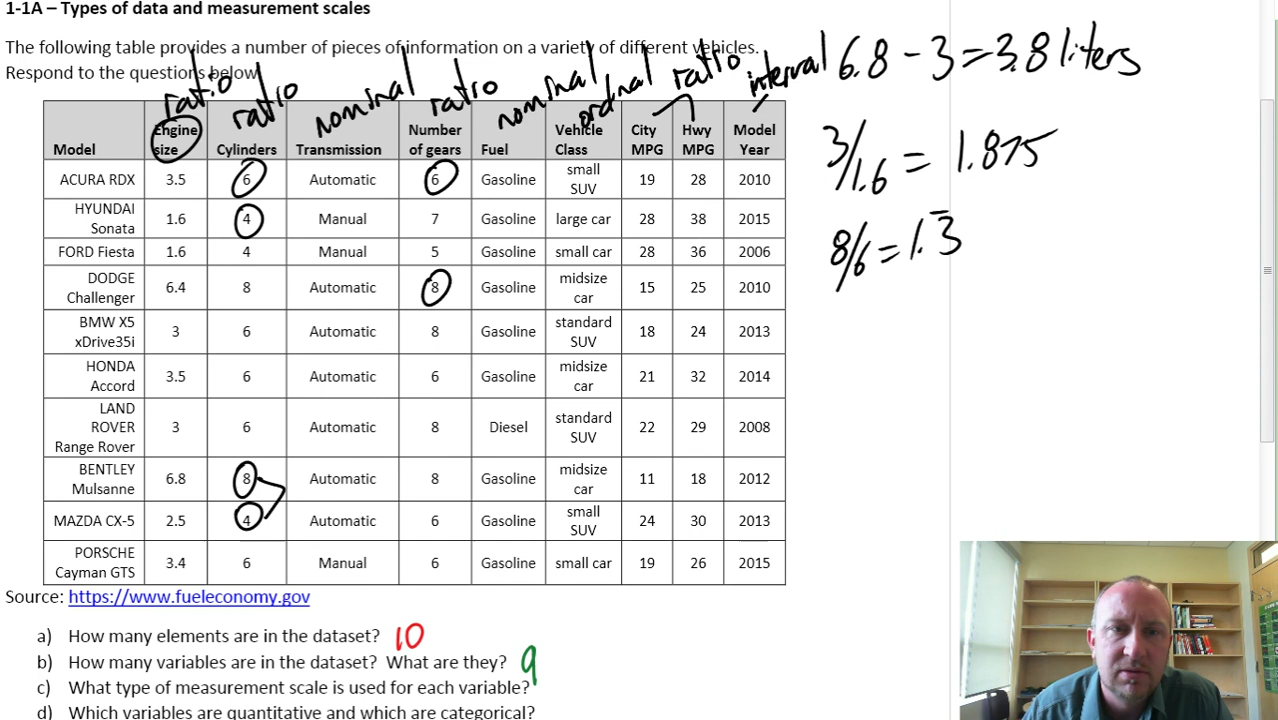 1-1A – Types of data and measurement scales
The following table provides a number of pieces of information on a variety of different vehicles.
Respond to the questions below
ratio ratio nominal ratio nominal ordinal ratio interval
6.8 - 3 = 3.8 liters
3/1.6 = 1.875
8/6 = 1.3̅
Model Engine size Cylinders Transmission Number of gears Fuel Vehicle Class City MPG Hwy MPG Model Year
ACURA RDX 3.5 6 Automatic 6 Gasoline small SUV 19 28 2010
HYUNDAI Sonata 1.6 4 Manual 7 Gasoline large car 28 38 2015
FORD Fiesta 1.6 4 Manual 5 Gasoline small car 28 36 2006
DODGE Challenger 6.4 8 Automatic 8 Gasoline midsize car 15 25 2010
BMW X5 xDrive35i 3 6 Automatic 8 Gasoline standard SUV 18 24 2013
HONDA Accord 3.5 6 Automatic 6 Gasoline midsize car 21 32 2014
LAND ROVER Range Rover 3 6 Automatic 8 Diesel standard SUV 22 29 2008
BENTLEY Mulsanne 6.8 8 Automatic 8 Gasoline midsize car 11 18 2012
MAZDA CX-5 2.5 4 Automatic 6 Gasoline small SUV 24 30 2013
PORSCHE Cayman GTS 3.4 6 Manual 6 Gasoline small car 19 26 2015
Source: https://www.fueleconomy.gov
a) How many elements are in the dataset? 10
b) How many variables are in the dataset? What are they? 9
c) What type of measurement scale is used for each variable?
d) Which variables are quantitative and which are categorical?